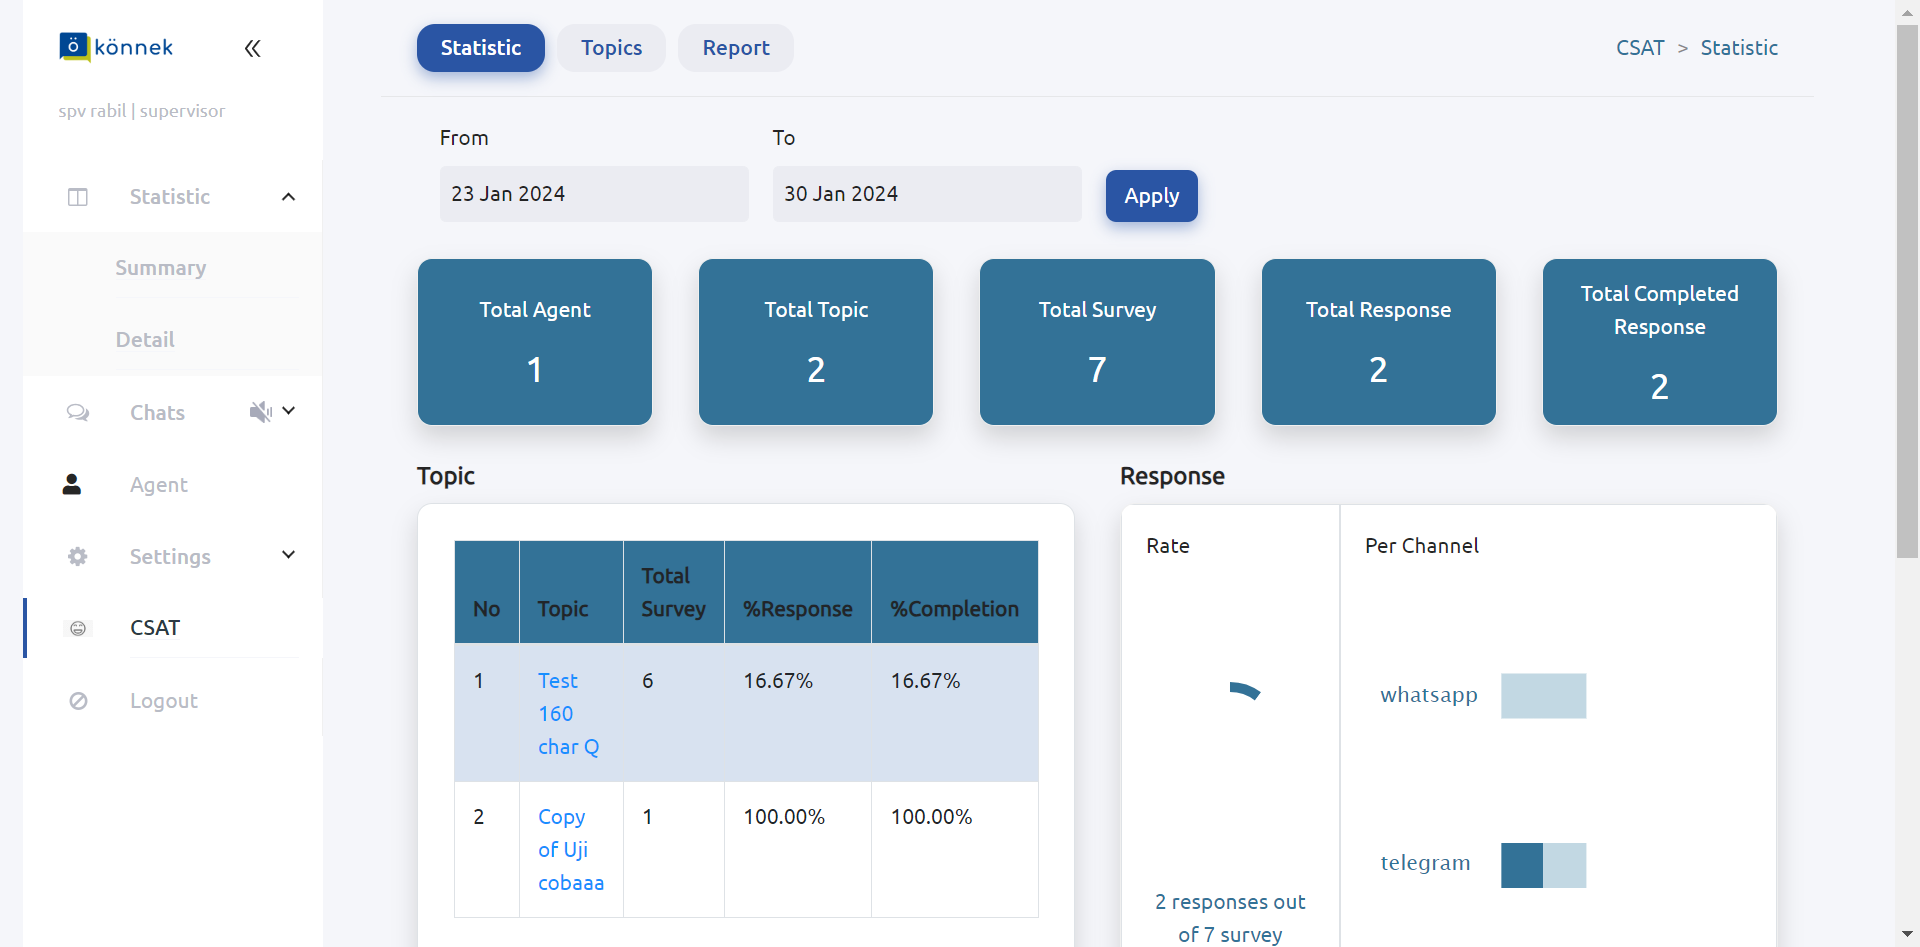 könnek
spv rabil | supervisor
Statistic
Summary
Detail
Chats
Agent
Settings
CSAT
Logout
Statistic
Topics
Report
CSAT > Statistic
From
To
23 Jan 2024
30 Jan 2024
Apply
Total Agent
1
Total Topic
2
Total Survey
7
Total Response
2
Total Completed
Response
2
Topic
No
Topic
Total
Survey
%Response
%Completion
1
Test
160
char Q
6
16.67%
16.67%
2
Copy
of Uji
cobaaa
1
100.00%
100.00%
Response
Rate
2 responses out
of 7 survey
Per Channel
whatsapp
telegram